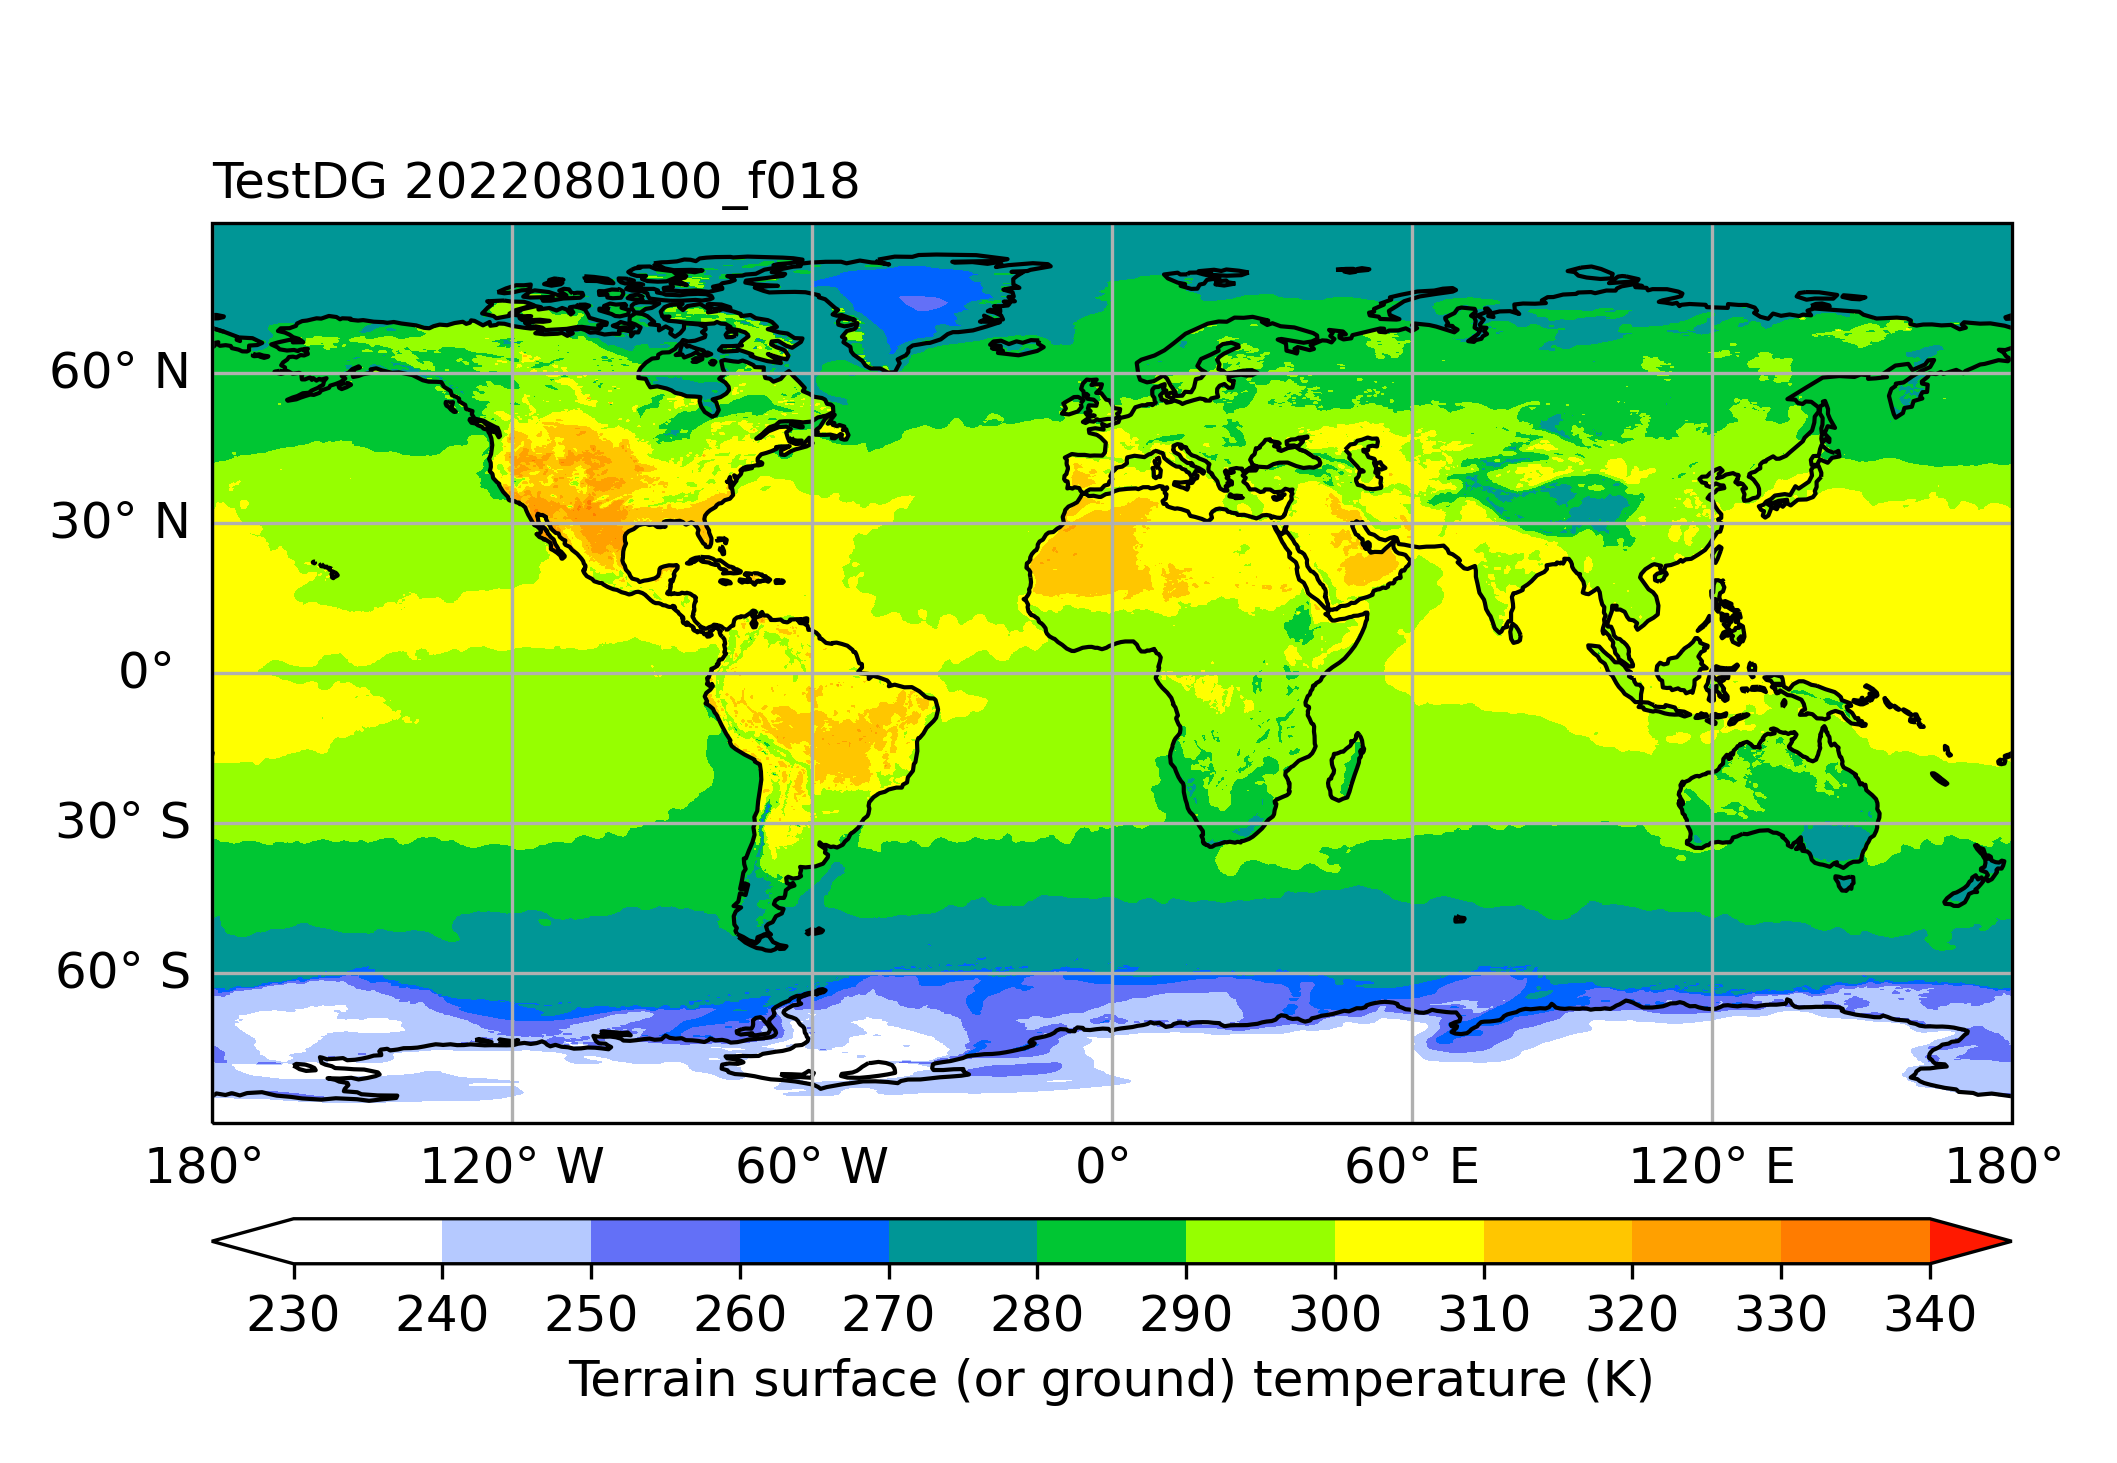 TestDG 2022080100_f018
60° N
30° N
0°
30° S
60° S
180° 120° W 60° W 0° 60° E 120° E 180°
230 240 250 260 270 280 290 300 310 320 330 340
Terrain surface (or ground) temperature (K)